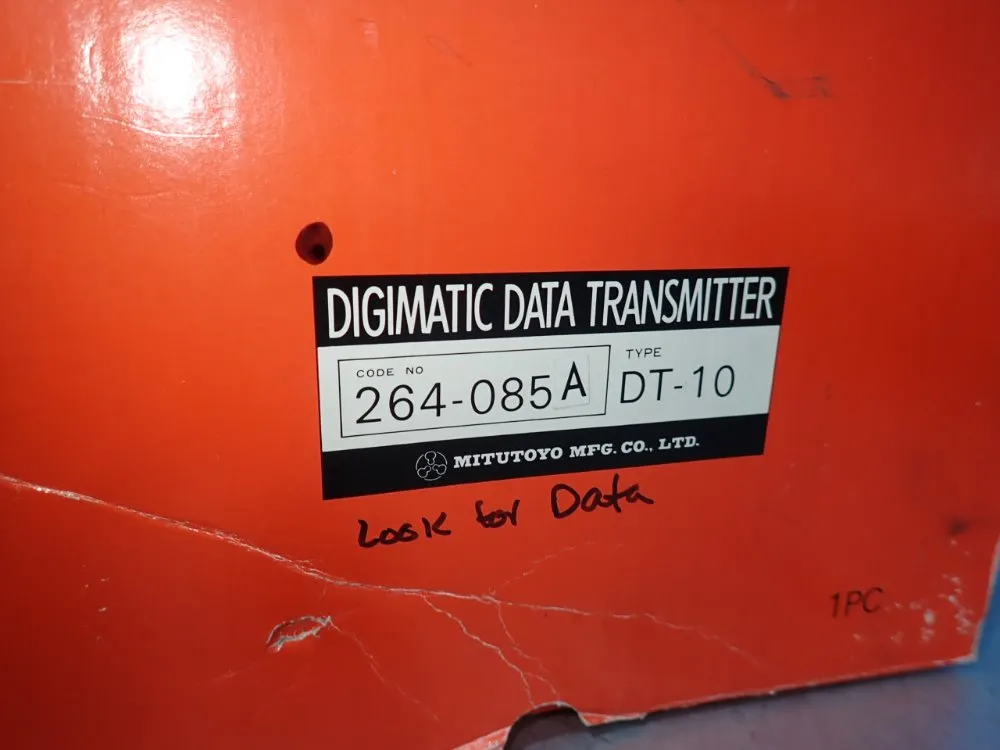 DIGIMATIC DATA TRANSMITTER
CODE NO
264-085A
TYPE
DT-10
MITUTOYO MFG. CO., LTD.
Look for Data
1PC